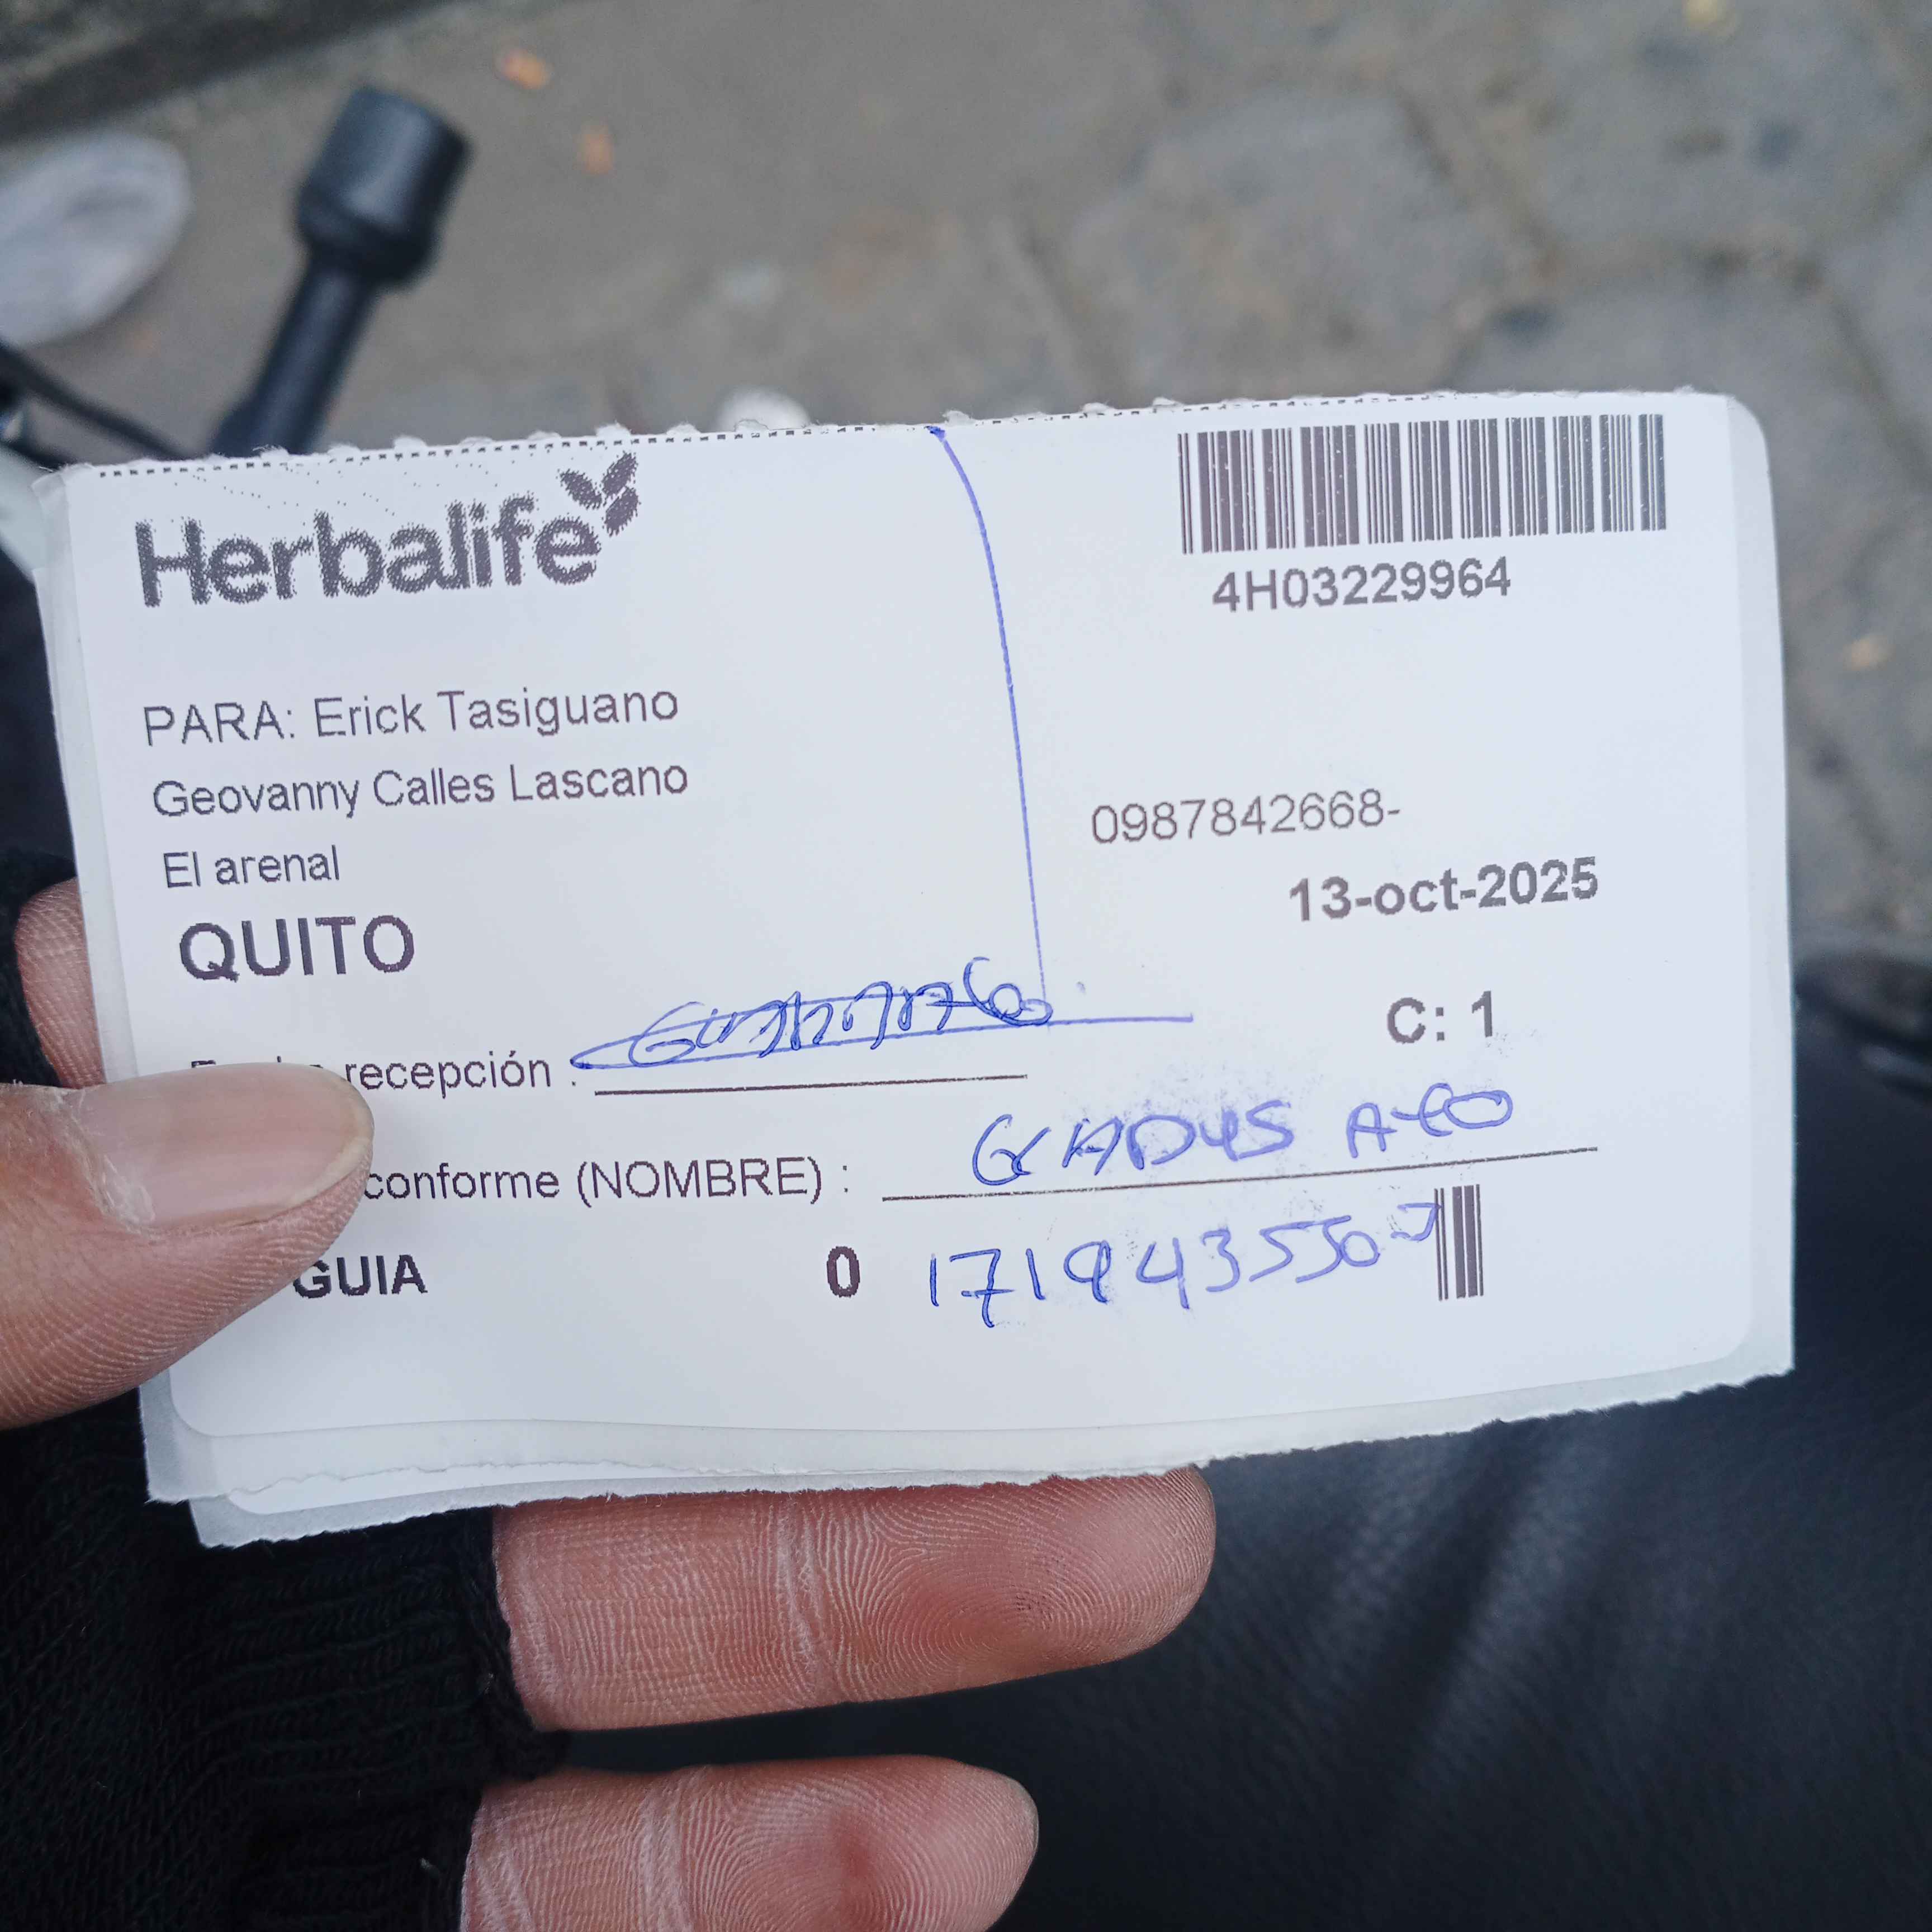 Herbalife
4H03229964
PARA: Erick Tasiguano
Geovanny Calles Lascano
0987842668-
El arenal
13-oct-2025
QUITO
C: 1
recepción :
conforme (NOMBRE) : GLADYS
GUIA 0